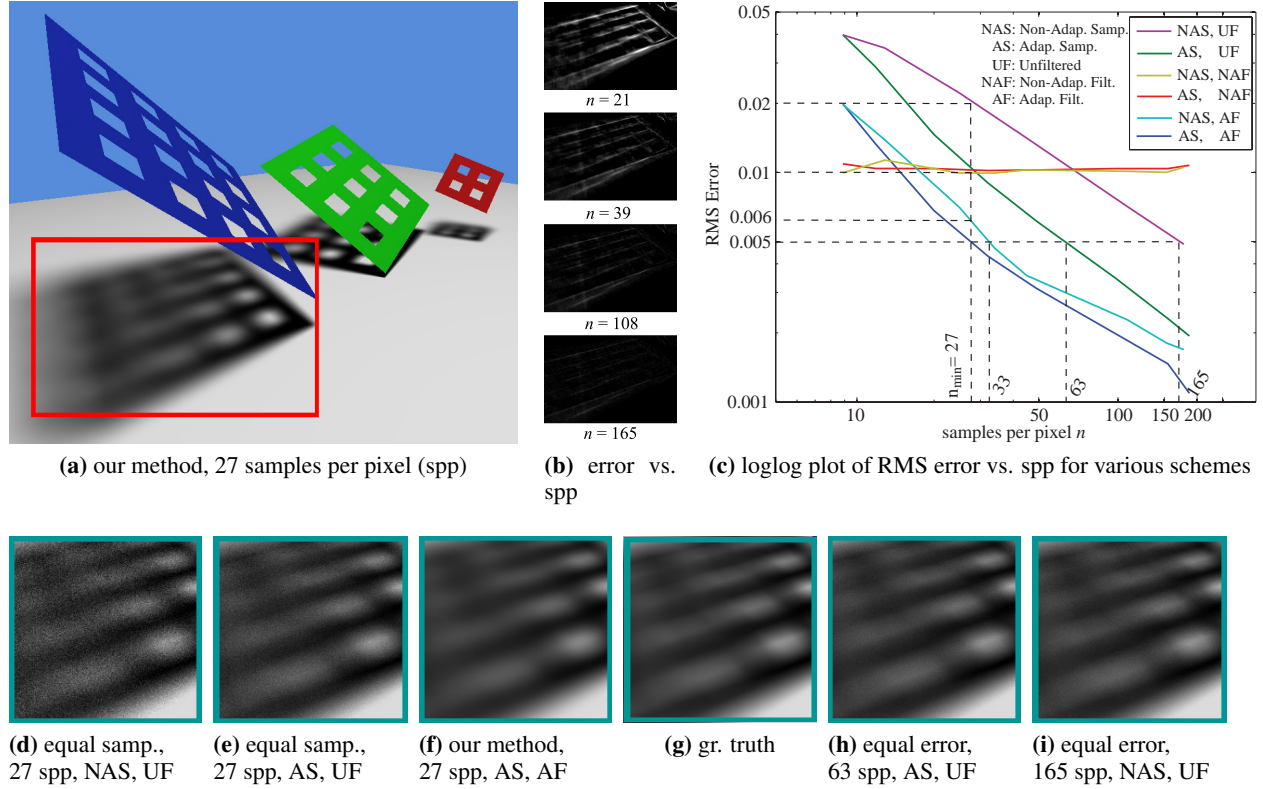 n = 21
n = 39
n = 108
n = 165
0.05
0.02
0.01
0.006
0.005
0.001
RMS Error
NAS: Non-Adap. Samp.
AS: Adap. Samp.
UF: Unfiltered
NAF: Non-Adap. Filt.
AF: Adap. Filt.
NAS, UF
AS, UF
NAS, NAF
AS, NAF
NAS, AF
AS, AF
nmin= 27
33
63
165
10 50 100 150 200
samples per pixel n
(a) our method, 27 samples per pixel (spp)
(b) error vs.
spp
(c) loglog plot of RMS error vs. spp for various schemes
(d) equal samp.,
27 spp, NAS, UF
(e) equal samp.,
27 spp, AS, UF
(f) our method,
27 spp, AS, AF
(g) gr. truth
(h) equal error,
63 spp, AS, UF
(i) equal error,
165 spp, NAS, UF